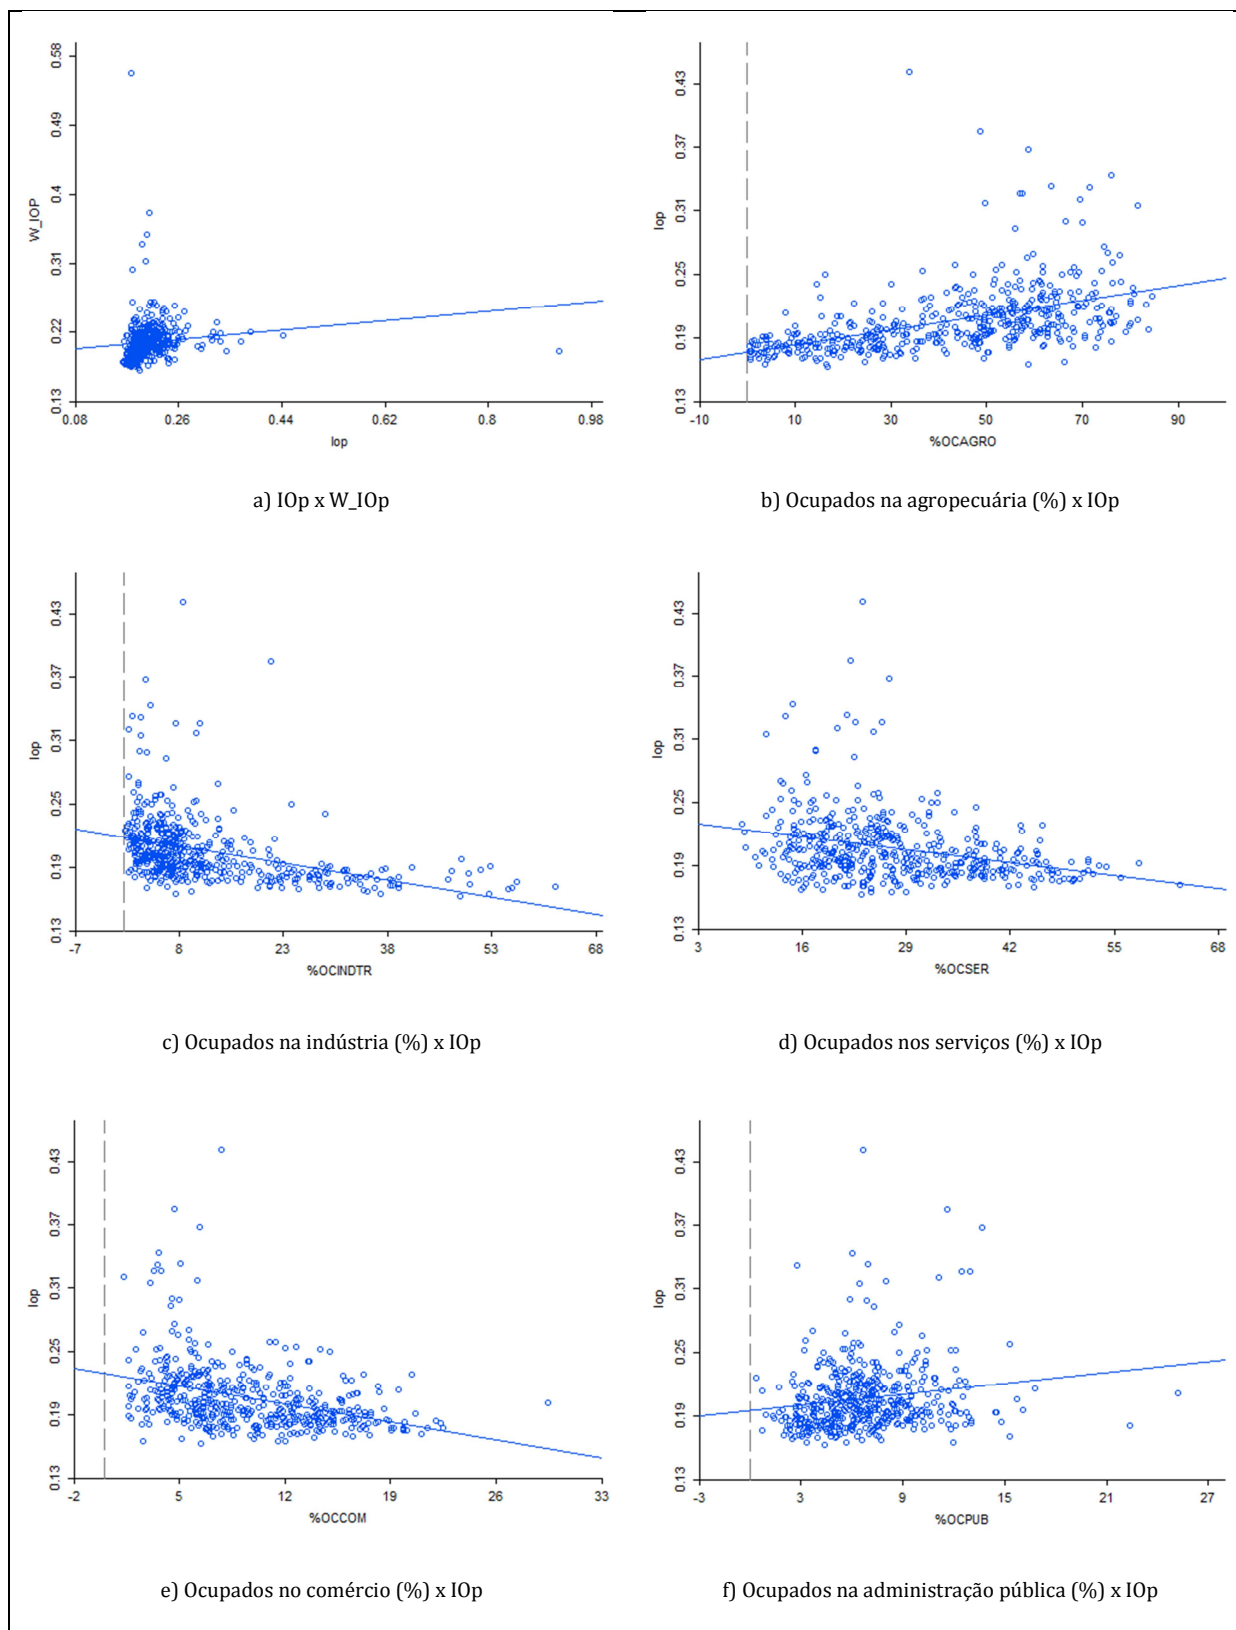 0.58
0.49
0.4
0.31
0.22
0.13
W_IOP
0.08 0.26 0.44 0.62 0.8 0.98
Iop
a) IOp x W_IOp
0.43
0.37
0.31
0.25
0.19
0.13
Iop
-10 10 30 50 70 90
%OCAGRO
b) Ocupados na agropecuária (%) x IOp
0.43
0.37
0.31
0.25
0.19
0.13
Iop
-7 8 23 38 53 68
%OCINDTR
c) Ocupados na indústria (%) x IOp
0.43
0.37
0.31
0.25
0.19
0.13
Iop
3 16 29 42 55 68
%OCSER
d) Ocupados nos serviços (%) x IOp
0.43
0.37
0.31
0.25
0.19
0.13
Iop
-2 5 12 19 26 33
%OCCOM
e) Ocupados no comércio (%) x IOp
0.43
0.37
0.31
0.25
0.19
0.13
Iop
-3 3 9 15 21 27
%OCPUB
f) Ocupados na administração pública (%) x IOp